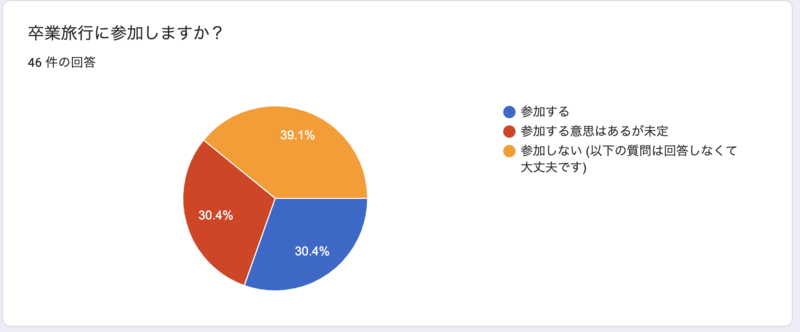 卒業旅行に参加しますか？
46 件の回答
39.1%
30.4%
30.4%
参加する
参加する意思はあるが未定
参加しない (以下の質問は回答しなくて
大丈夫です)